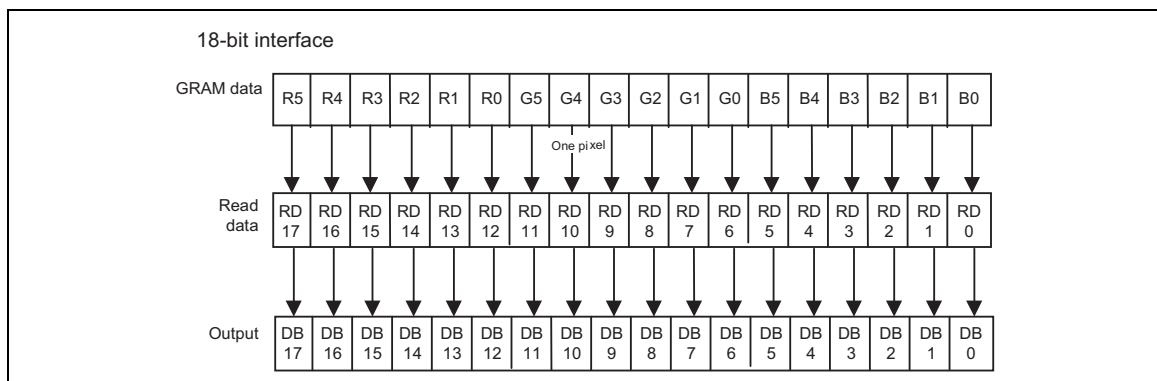 18-bit interface
GRAM data R5 R4 R3 R2 R1 R0 G5 G4 G3 G2 G1 G0 B5 B4 B3 B2 B1 B0
One pixel
Read data RD 17 RD 16 RD 15 RD 14 RD 13 RD 12 RD 11 RD 10 RD 9 RD 8 RD 7 RD 6 RD 5 RD 4 RD 3 RD 2 RD 1 RD 0
Output DB 17 DB 16 DB 15 DB 14 DB 13 DB 12 DB 11 DB 10 DB 9 DB 8 DB 7 DB 6 DB 5 DB 4 DB 3 DB 2 DB 1 DB 0